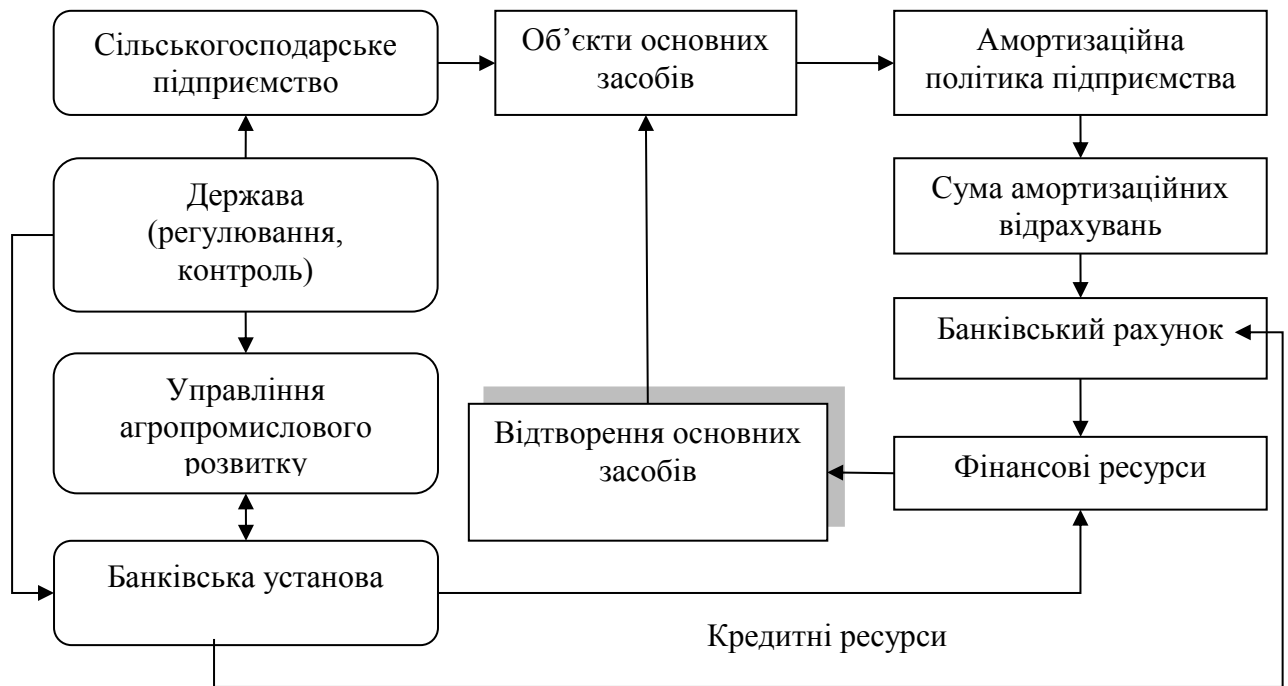 Сільськогосподарське
підприємство
Об’єкти основних
засобів
Амортизаційна
політика підприємства
Держава
(регулювання,
контроль)
Сума амортизаційних
відрахувань
Банківський рахунок
Управління
агропромислового
розвитку
Відтворення основних
засобів
Фінансові ресурси
Банківська установа
Кредитні ресурси